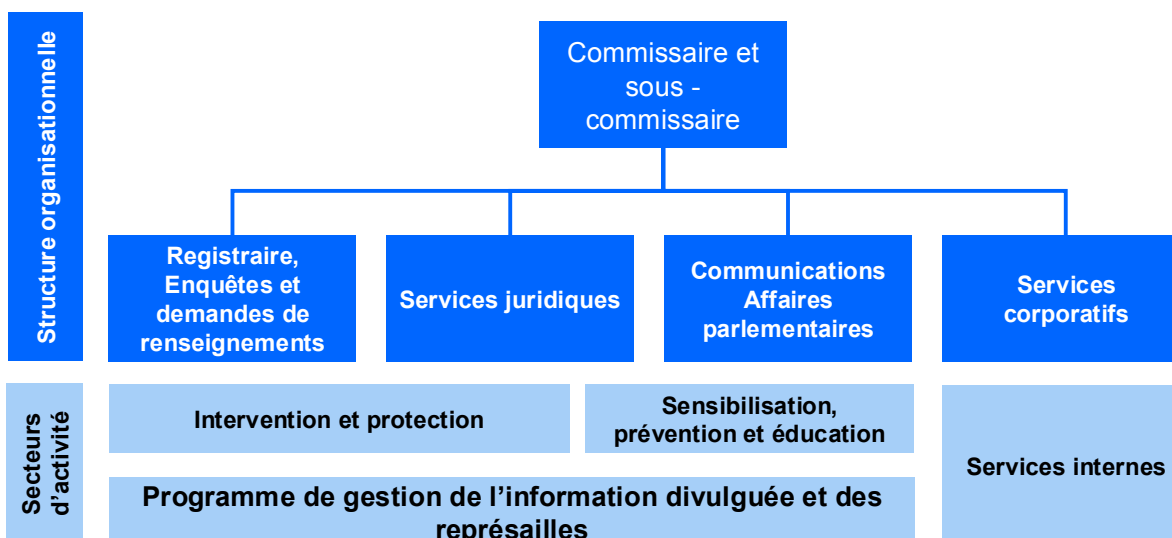 Structure organisationnelle
Commissaire et
sous -
commissaire
Registraire,
Enquêtes et
demandes de
renseignements
Services juridiques
Communications
Affaires
parlementaires
Services
corporatifs
Secteurs
d’activité
Intervention et protection
Sensibilisation,
prévention et éducation
Services internes
Programme de gestion de l’information divulguée et des
représailles